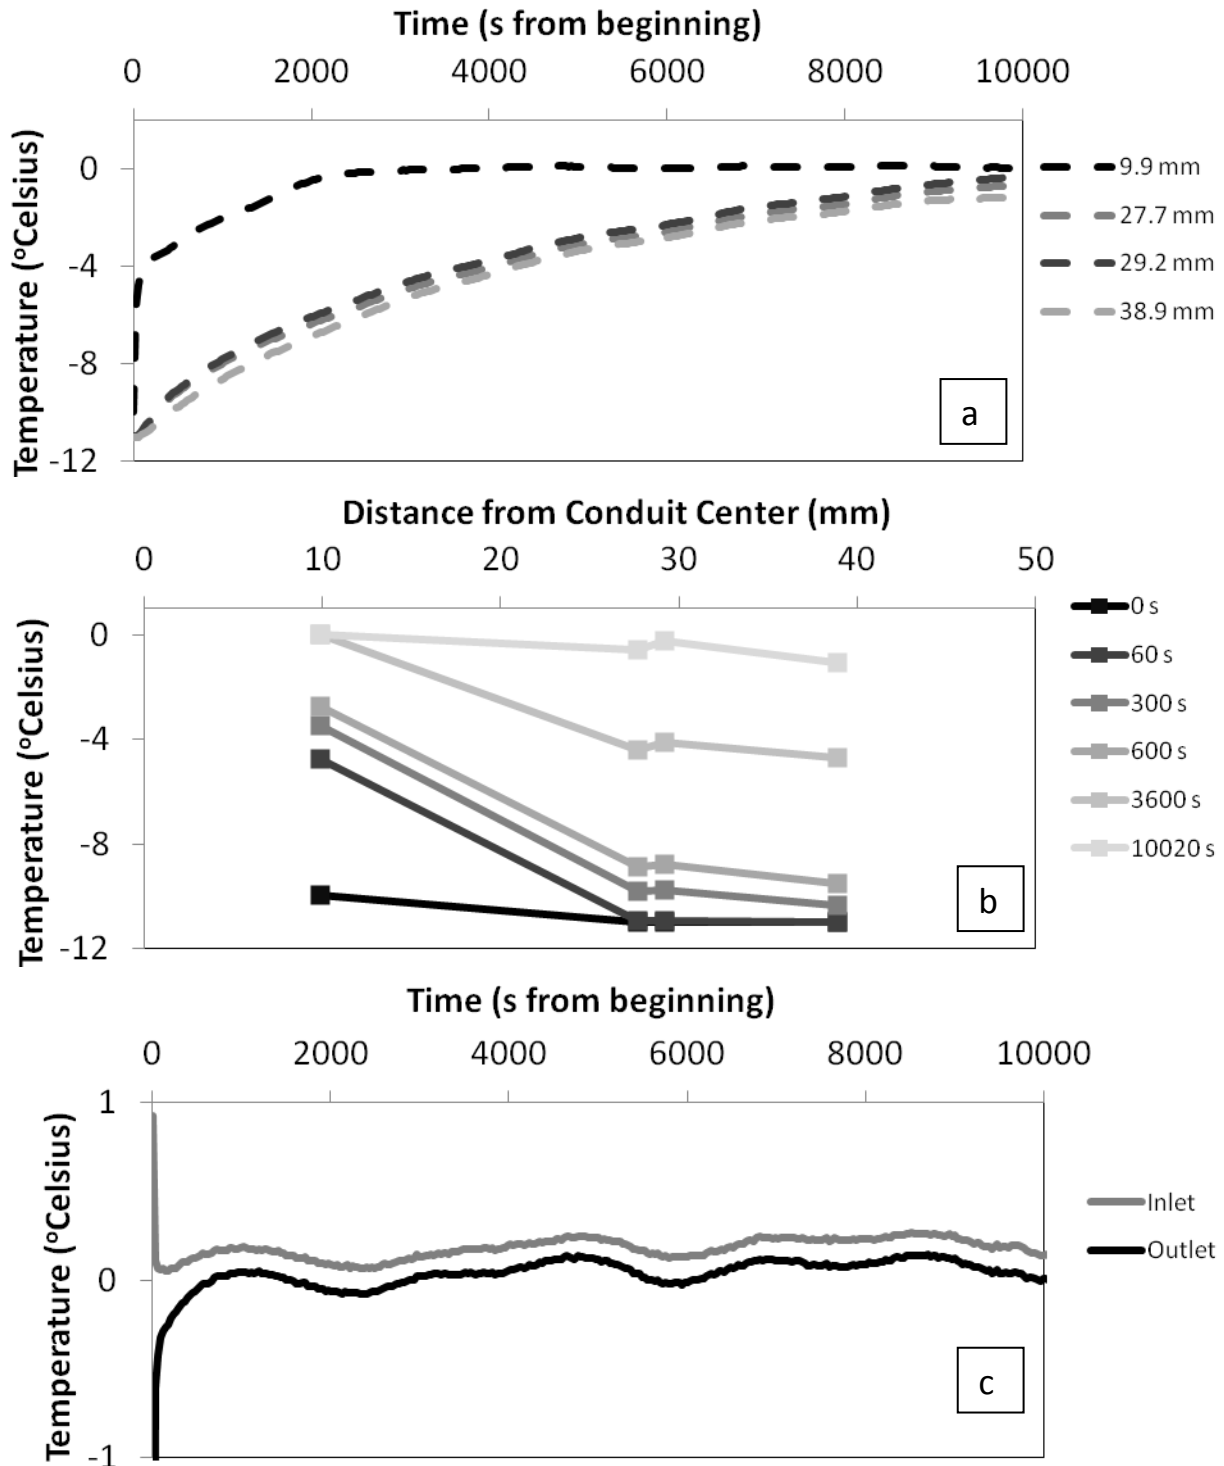 Time (s from beginning)
0 2000 4000 6000 8000 10000
Temperature (°Celsius)
0
-4
-8
-12
9.9 mm
27.7 mm
29.2 mm
38.9 mm
a
Distance from Conduit Center (mm)
0 10 20 30 40 50
Temperature (°Celsius)
0
-4
-8
-12
0 s
60 s
300 s
600 s
3600 s
10020 s
b
Time (s from beginning)
0 2000 4000 6000 8000 10000
Temperature (°Celsius)
1
0
-1
Inlet
Outlet
c